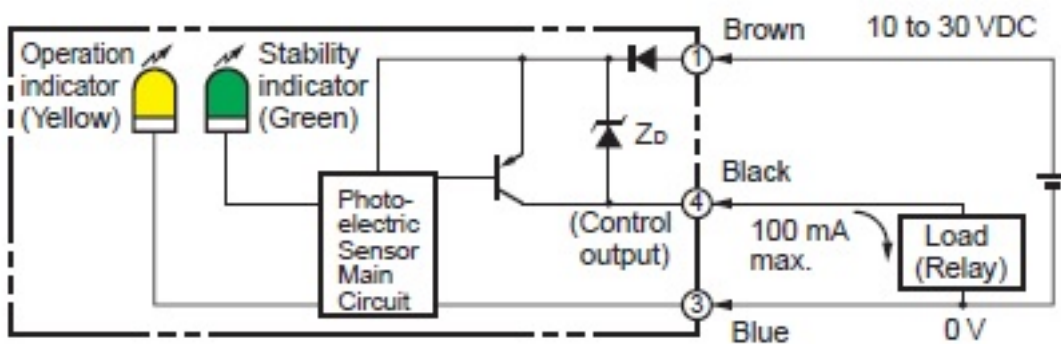 Operation
indicator
(Yellow)
Stability
indicator
(Green)
Photo-
electric
Sensor
Main
Circuit
ZD
(Control
output)
1
4
3
Brown
10 to 30 VDC
Black
100 mA
max.
Load
(Relay)
Blue
0 V